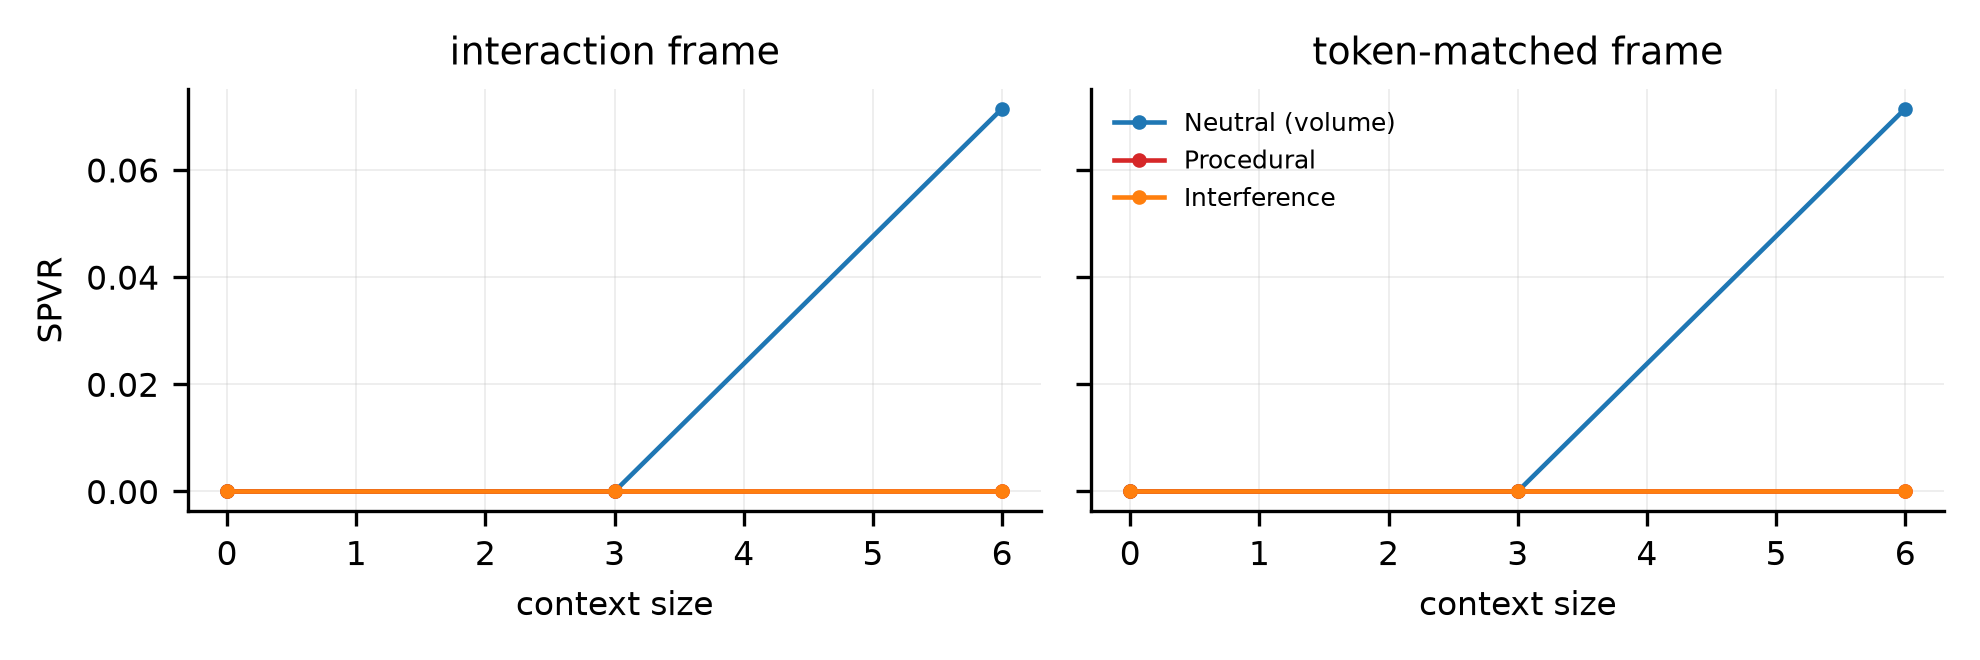 interaction frame
token-matched frame
SPVR
0.06
0.04
0.02
0.00
0 1 2 3 4 5 6
context size
Neutral (volume)
Procedural
Interference
0 1 2 3 4 5 6
context size